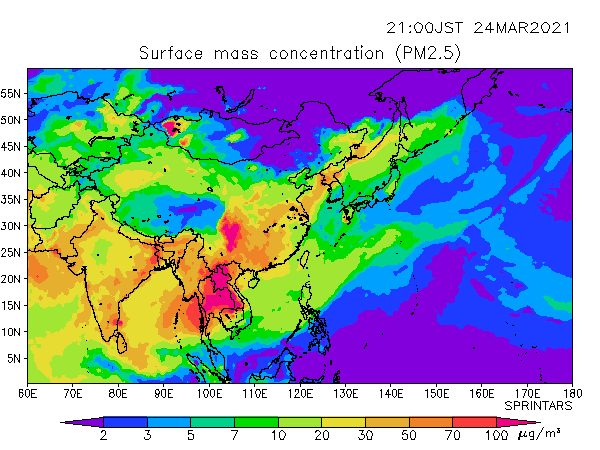 21:00JST 24MAR2021
Surface mass concentration (PM2.5)
55N
50N
45N
40N
35N
30N
25N
20N
15N
10N
5N
60E 70E 80E 90E 100E 110E 120E 130E 140E 150E 160E 170E 180
SPRINTARS
2 3 5 7 10 20 30 50 70 100 μg/m³